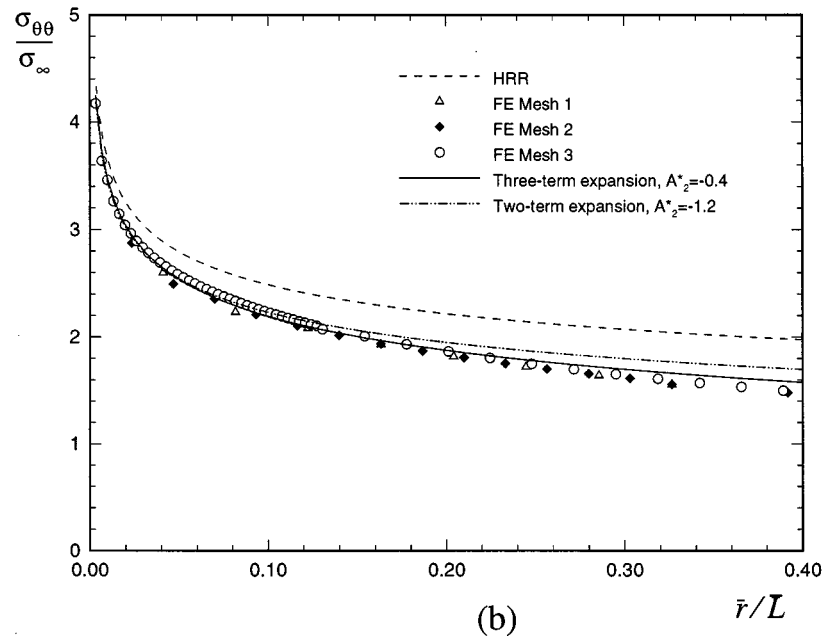 σθθ
σ∞
5
4
3
2
1
0
HRR
FE Mesh 1
FE Mesh 2
FE Mesh 3
Three-term expansion, A*2=-0.4
Two-term expansion, A*2=-1.2
0.00 0.10 0.20 0.30 0.40
r̄/L
(b)